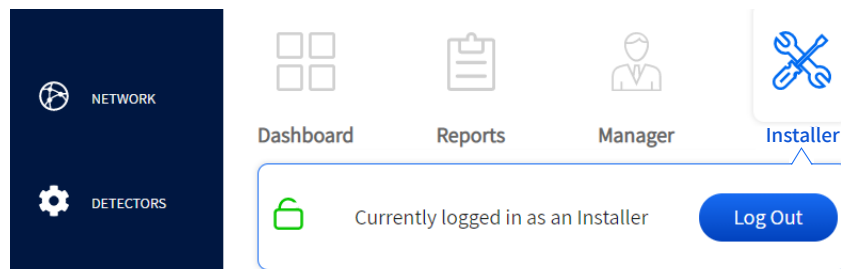 NETWORK
DETECTORS
Dashboard
Reports
Manager
Installer
Currently logged in as an Installer
Log Out